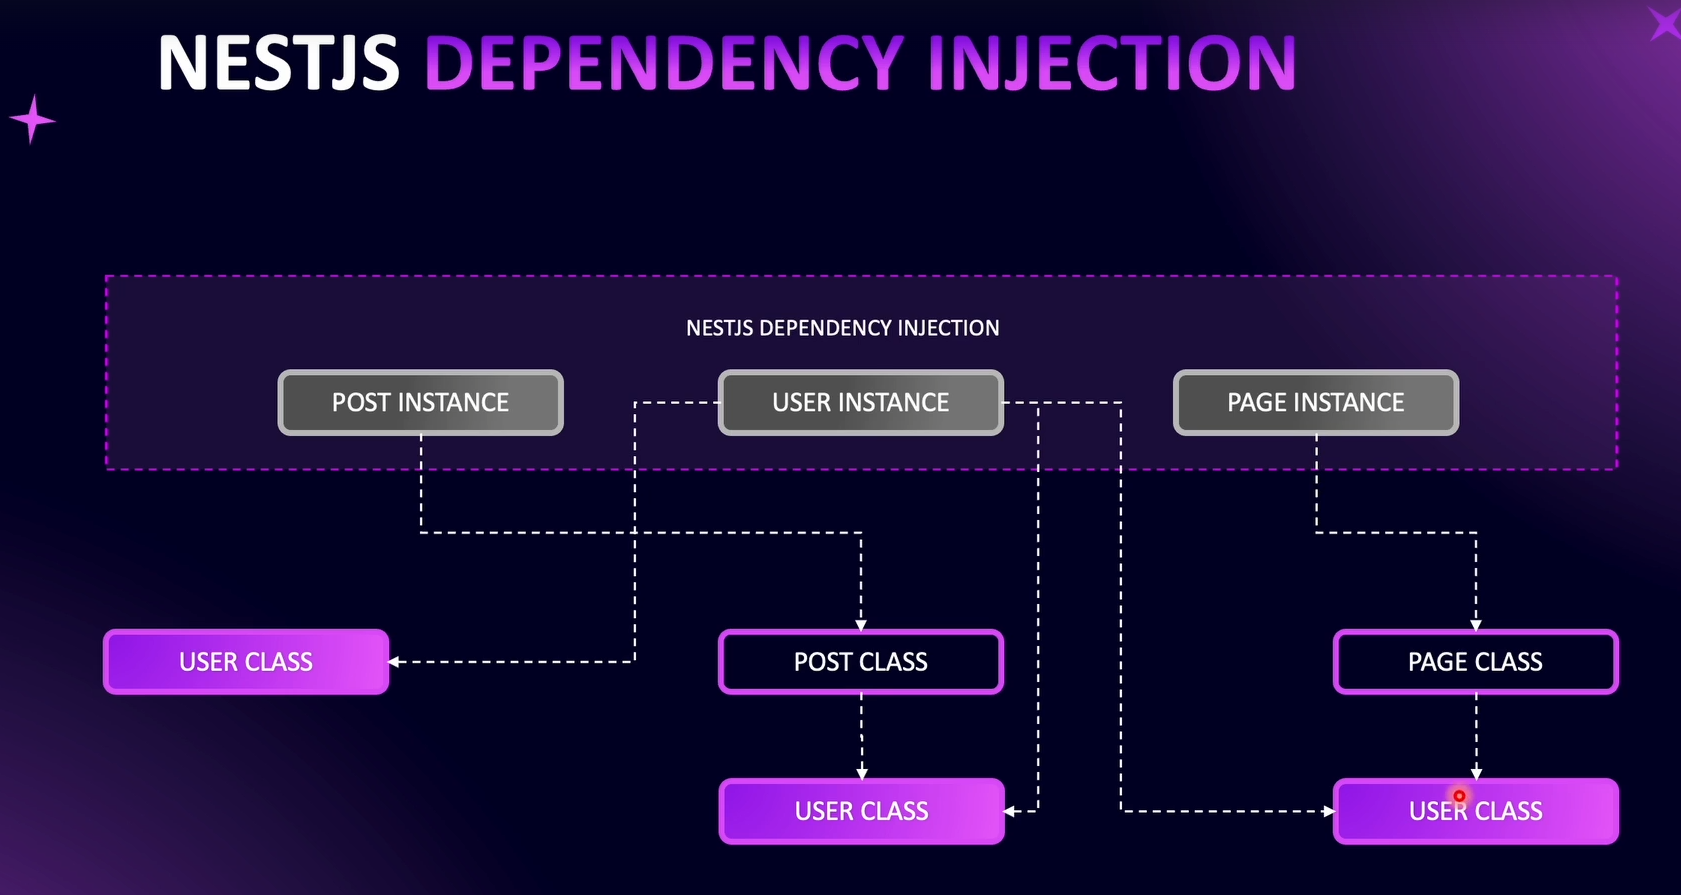 NESTJS DEPENDENCY INJECTION
NESTJS DEPENDENCY INJECTION
POST INSTANCE
USER INSTANCE
PAGE INSTANCE
USER CLASS
POST CLASS
PAGE CLASS
USER CLASS
USER CLASS